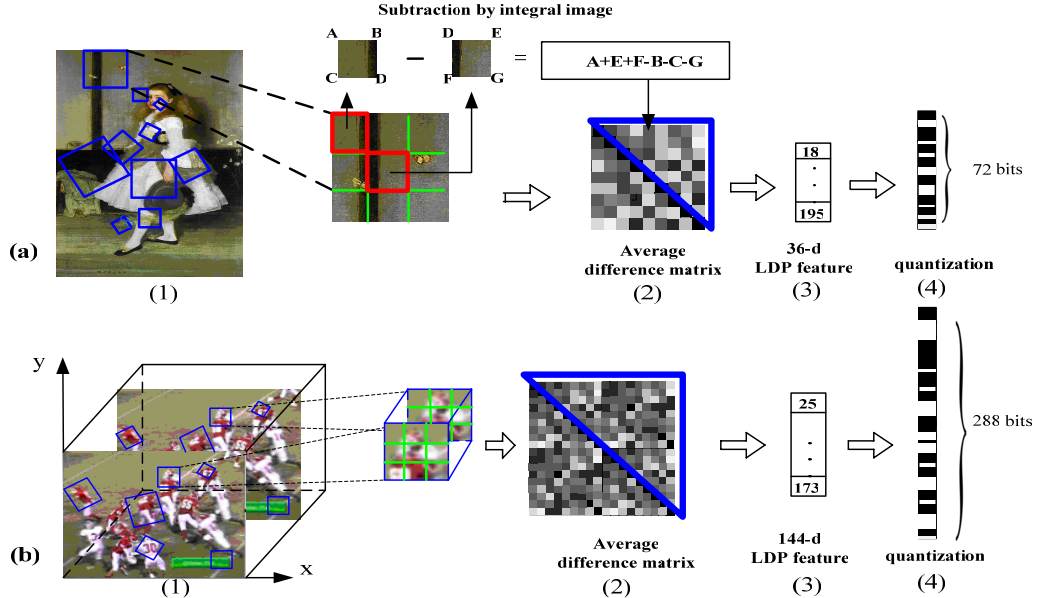 Subtraction by integral image
A B D E
− =
A+E+F-B-C-G
C D F G
18
.
.
.
195
72 bits
(a)
Average
difference matrix
36-d
LDP feature
quantization
(1)
(2)
(3)
(4)
y
25
.
.
.
173
288 bits
30
(b)
x
Average
difference matrix
144-d
LDP feature
quantization
(1)
(2)
(3)
(4)